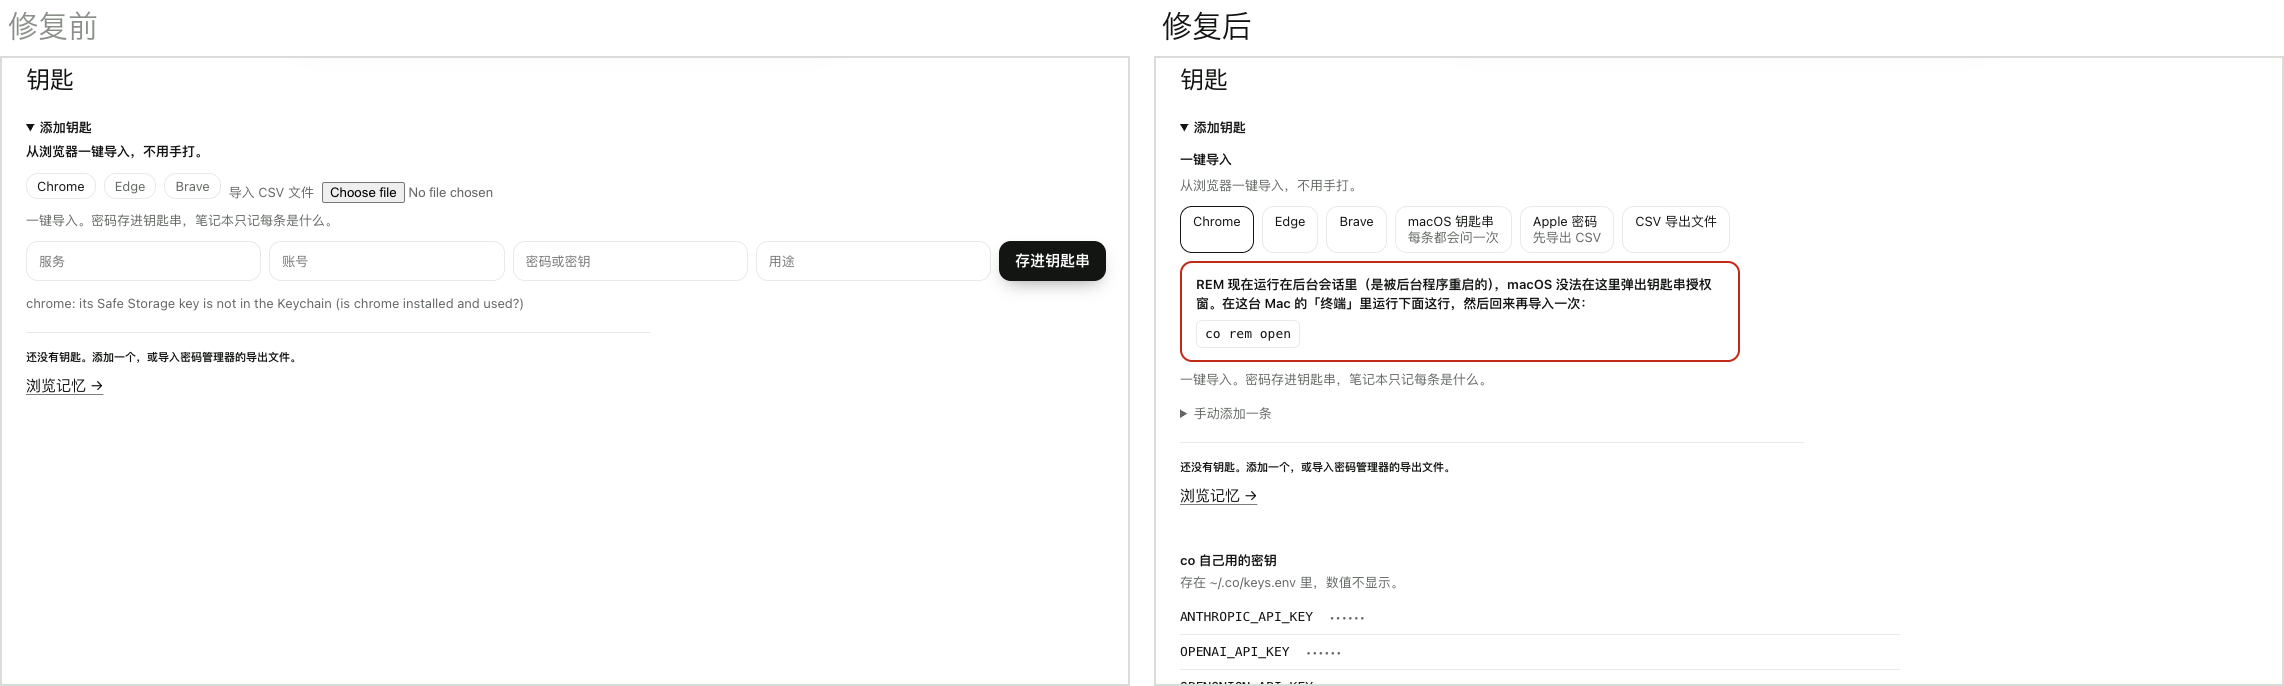 修复前
钥匙
▼ 添加钥匙
从浏览器一键导入，不用手打。
Chrome Edge Brave 导入 CSV 文件 Choose file No file chosen
一键导入。密码存进钥匙串，笔记本只记每条是什么。
服务 账号 密码或密钥 用途 存进钥匙串
chrome: its Safe Storage key is not in the Keychain (is chrome installed and used?)
还没有钥匙。添加一个，或导入密码管理器的导出文件。
浏览记忆 →
修复后
钥匙
▼ 添加钥匙
一键导入
从浏览器一键导入，不用手打。
Chrome Edge Brave macOS 钥匙串 Apple 密码 CSV 导出文件
每条都会问一次 先导出 CSV
REM 现在运行在后台会话里（是被后台程序重启的），macOS 没法在这里弹出钥匙串授权
窗。在这台 Mac 的「终端」里运行下面这行，然后回来再导入一次：
co rem open
一键导入。密码存进钥匙串，笔记本只记每条是什么。
▶ 手动添加一条
还没有钥匙。添加一个，或导入密码管理器的导出文件。
浏览记忆 →
co 自己用的密钥
存在 ~/.co/keys.env 里，数值不显示。
ANTHROPIC_API_KEY ······
OPENAI_API_KEY ······